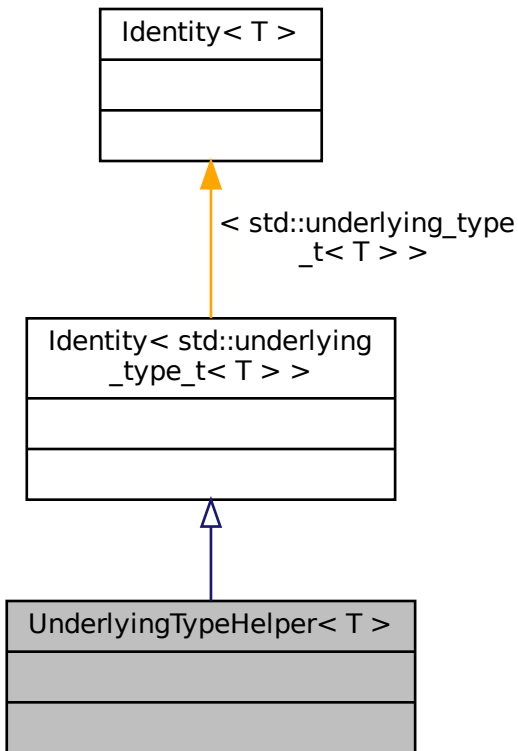 Identity< T >
< std::underlying_type
_t< T > >
Identity< std::underlying
_type_t< T > >
UnderlyingTypeHelper< T >